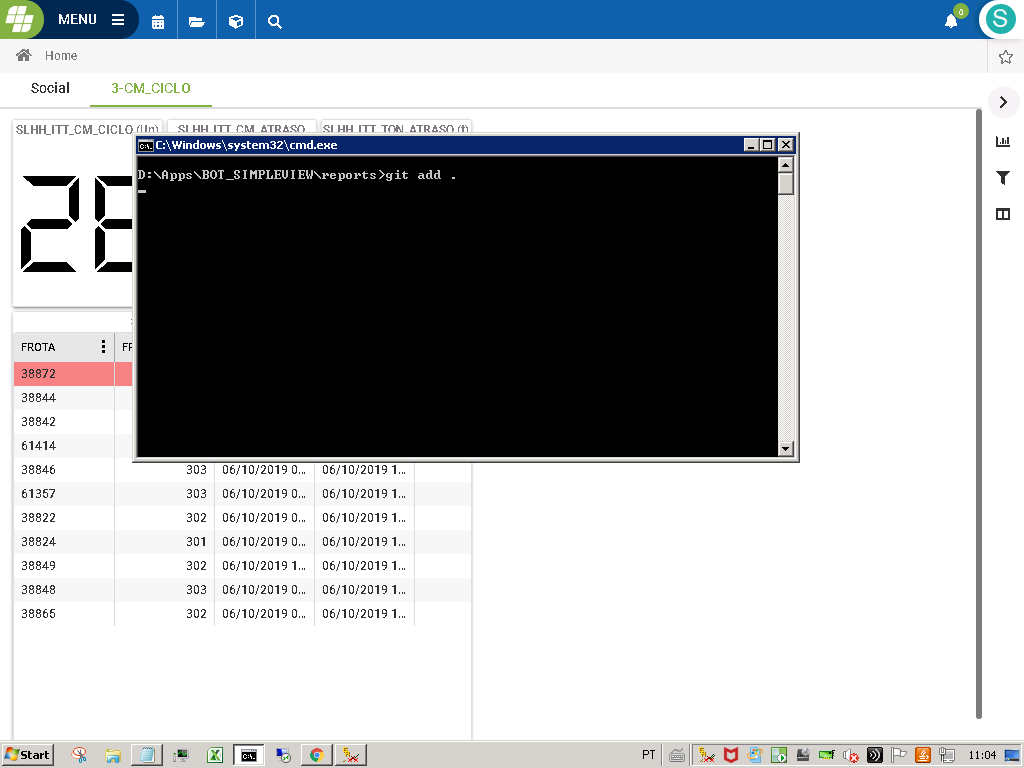 MENU
0
S
Home
Social
3-CM_CICLO
SLHH_ITT_CM_CICLO (Un)
SLHH_ITT_CM_ATRASO
SLHH_ITT_TON_ATRASO (t)
C:\Windows\system32\cmd.exe
D:\Apps\BOT_SIMPLEVIEW\reports>git add .
FROTA
38872
38844
38842
61414
38846 303 06/10/2019 0... 06/10/2019 1...
61357 303 06/10/2019 0... 06/10/2019 1...
38822 302 06/10/2019 0... 06/10/2019 1...
38824 301 06/10/2019 0... 06/10/2019 1...
38849 302 06/10/2019 1... 06/10/2019 1...
38848 303 06/10/2019 0... 06/10/2019 1...
38865 302 06/10/2019 0... 06/10/2019 1...
Start
PT
11:04